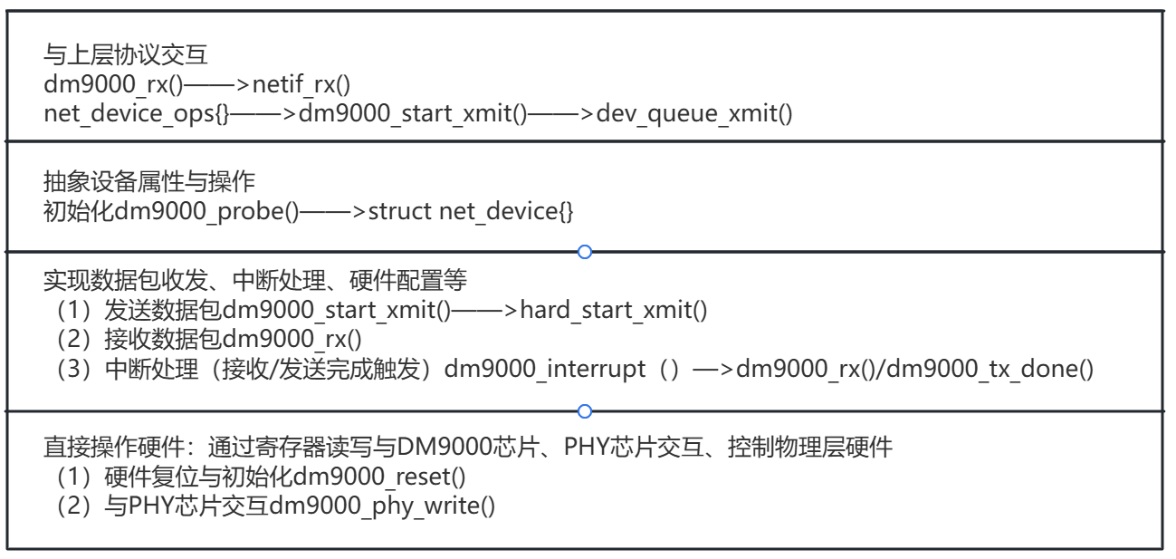 与上层协议交互
dm9000_rx()——>netif_rx()
net_device_ops{}——>dm9000_start_xmit()——>dev_queue_xmit()
抽象设备属性与操作
初始化dm9000_probe()——>struct net_device{}
实现数据包收发、中断处理、硬件配置等
（1）发送数据包dm9000_start_xmit()——>hard_start_xmit()
（2）接收数据包dm9000_rx()
（3）中断处理（接收/发送完成触发）dm9000_interrupt（）—>dm9000_rx()/dm9000_tx_done()
直接操作硬件：通过寄存器读写与DM9000芯片、PHY芯片交互、控制物理层硬件
（1）硬件复位与初始化dm9000_reset()
（2）与PHY芯片交互dm9000_phy_write()